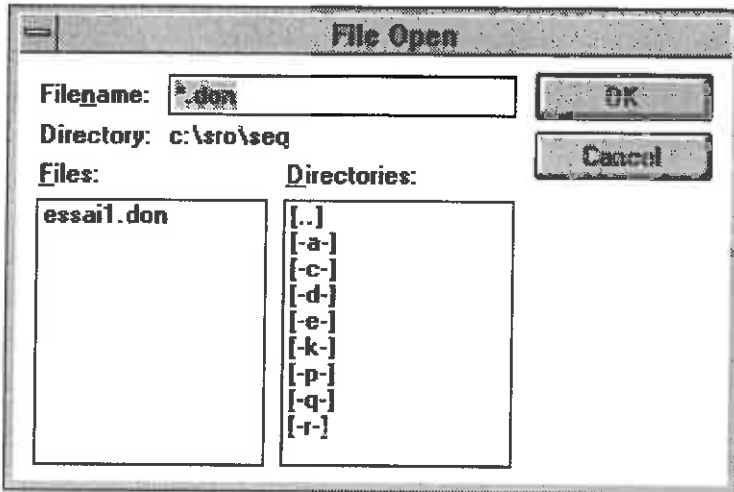 File Open
Filename: *.don
OK
Directory: c:\sro\seq
Cancel
Files:
Directories:
essai1.don
[..]
[-a-]
[-c-]
[-d-]
[-e-]
[-k-]
[-p-]
[-q-]
[-r-]